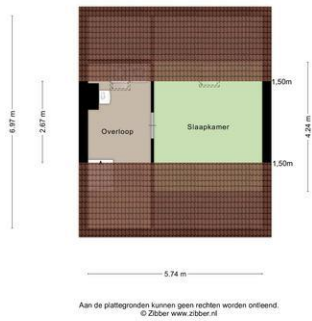 1,50m
6.97 m
2.67 m
Overloop
Slaapkamer
4.24 m
1,50m
5.74 m
Aan de plattegronden kunnen geen rechten worden ontleend.
© Zibber www.zibber.nl